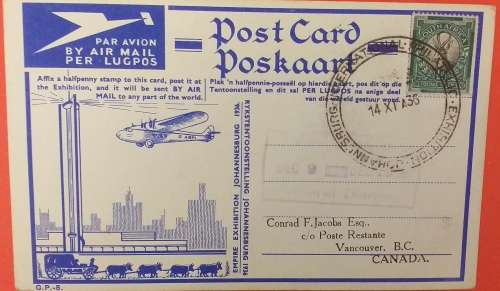 PAR AVION
BY AIR MAIL
PER LUGPOS
Post Card
Poskaart
Affix a halfpenny stamp to this card, post it at
the Exhibition, and it will be sent BY AIR
MAIL to any part of the world.
Plak 'n halfpennie-posseël op hierdie kaart, pos dit op die
Tentoonstelling en dit sal PER LUGPOS na enige deel
van die wêreld gestuur word.
EXHIBITION
JOHANNESBURG
14 XI
36
RYKSTENTOONSTELLING JOHANNESBURG 1936.
EMPIRE EXHIBITION JOHANNESBURG 1936
Conrad F. Jacobs Esq.,
c/o Poste Restante
Vancouver, B.C.
CANADA.
G.P.-S.